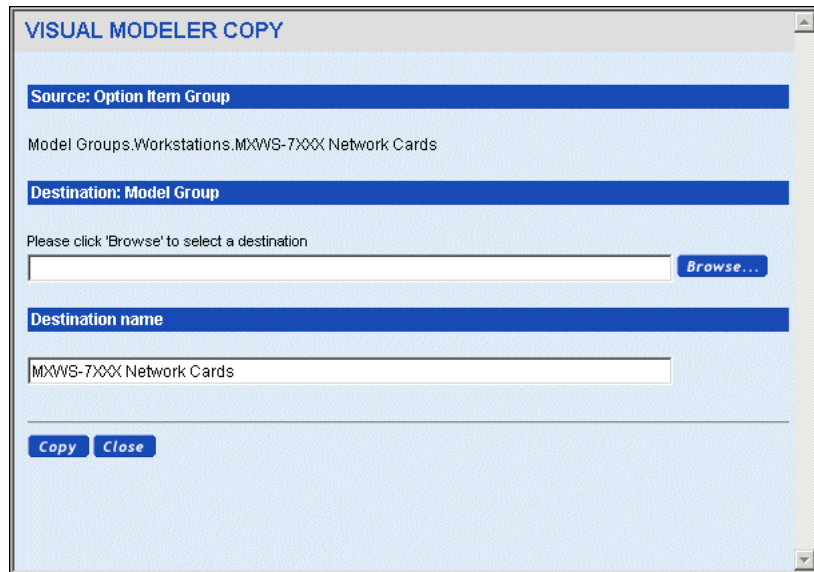 VISUAL MODELER COPY
Source: Option Item Group
Model Groups.Workstations.MXWS-7XXX Network Cards
Destination: Model Group
Please click 'Browse' to select a destination
Browse...
Destination name
MXWS-7XXX Network Cards
Copy Close